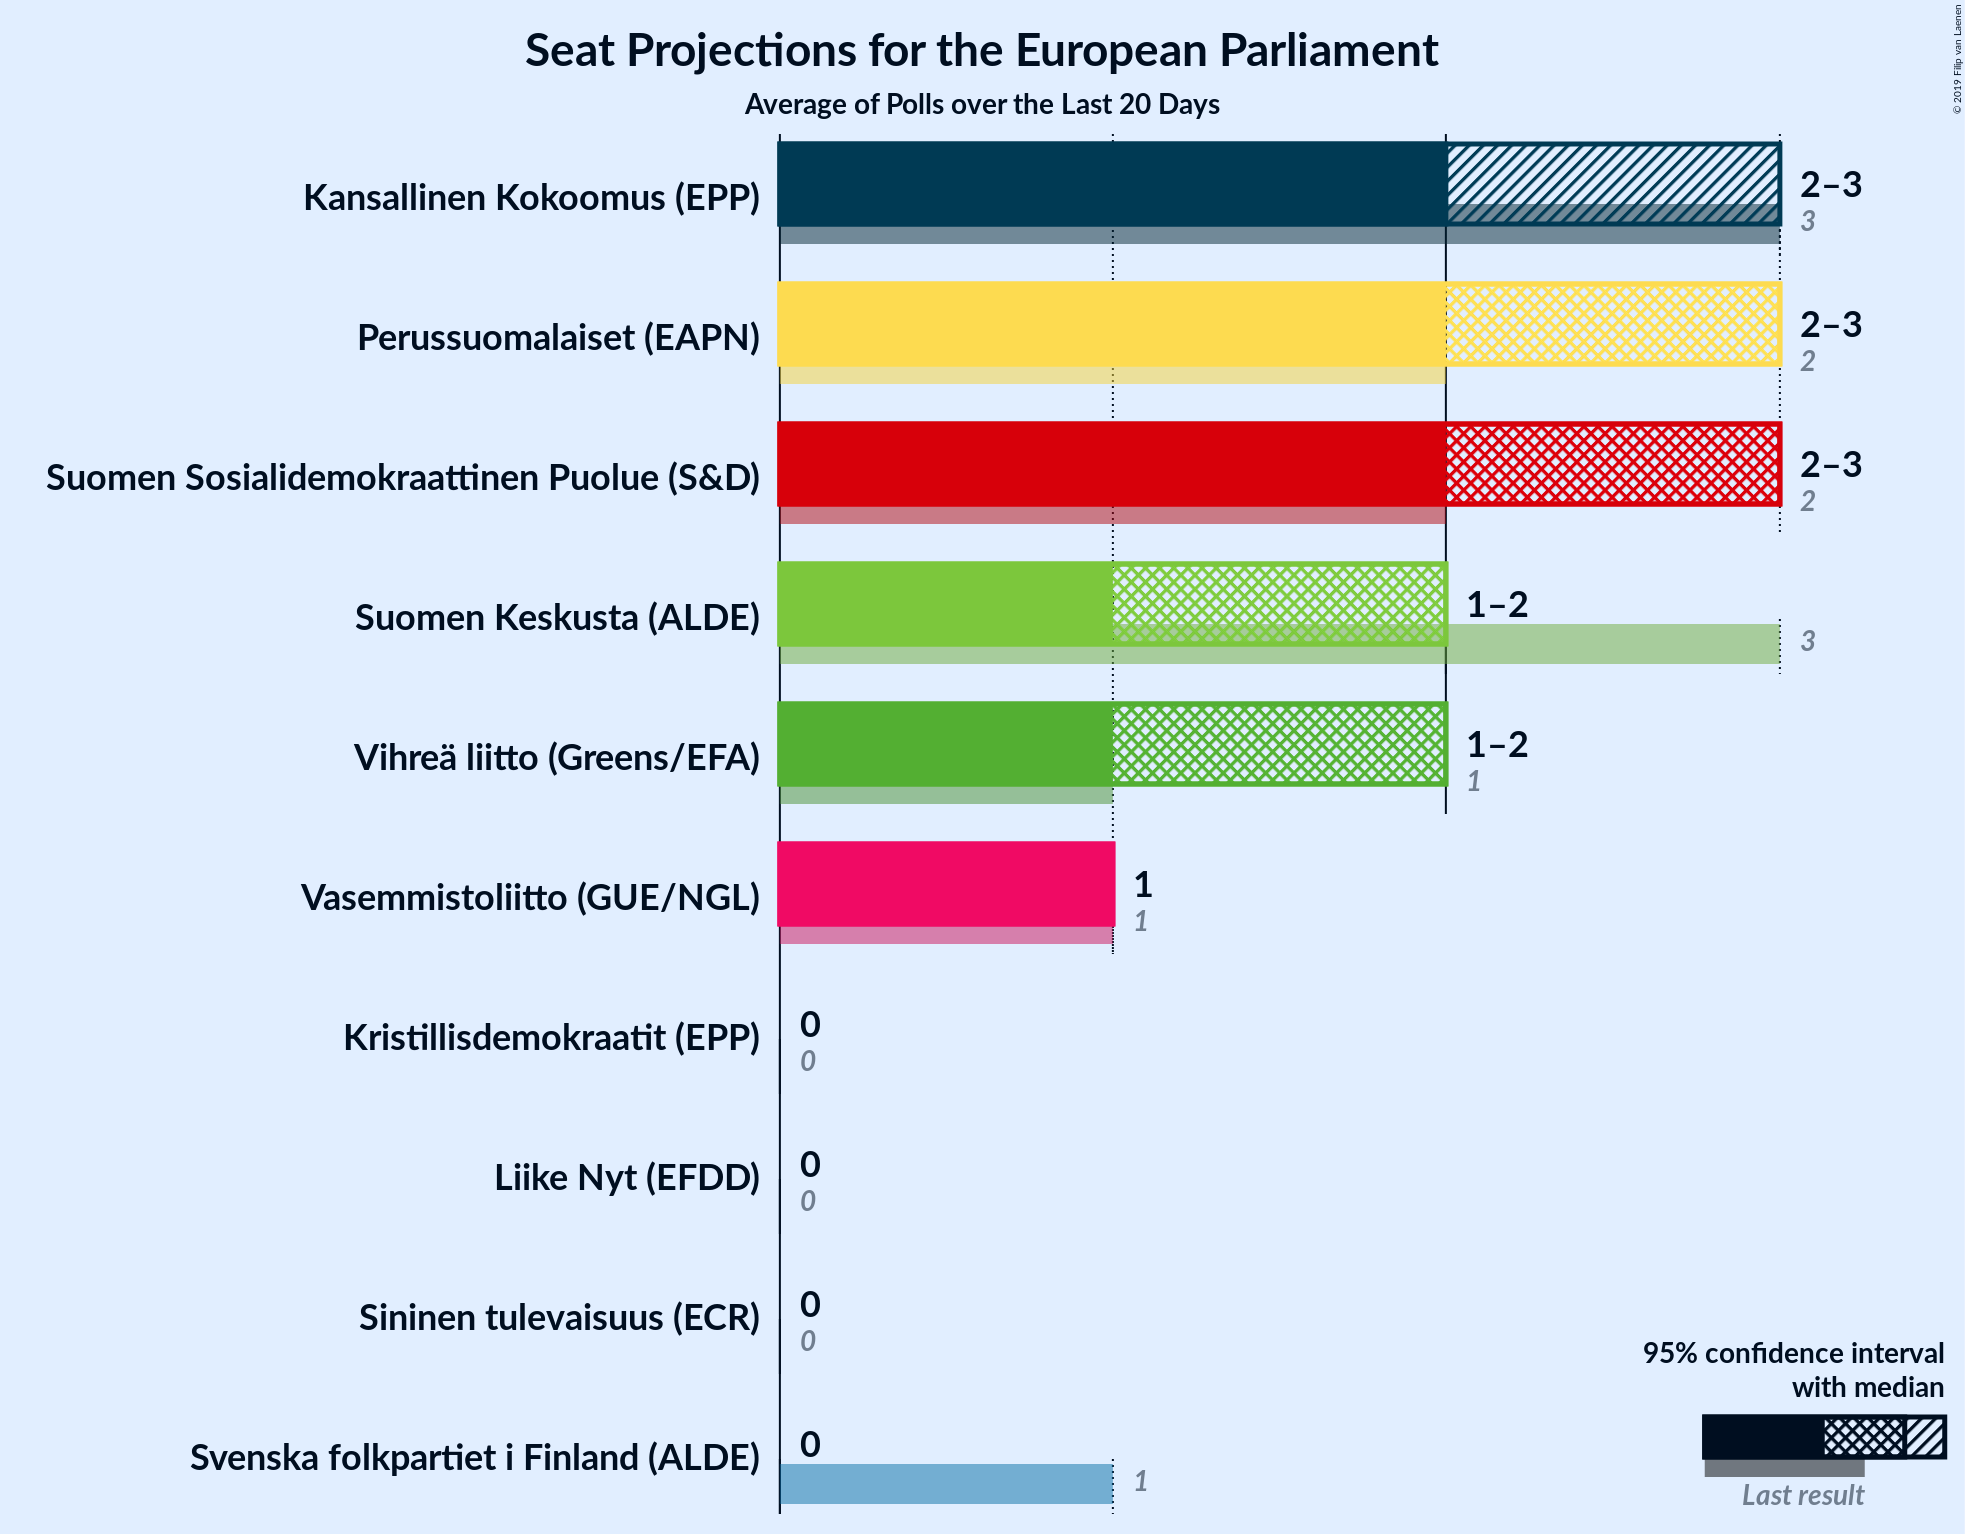 Seat Projections for the European Parliament
Average of Polls over the Last 20 Days
© 2019 Filip van Laenen
Kansallinen Kokoomus (EPP)
2–3
3
Perussuomalaiset (EAPN)
2–3
2
Suomen Sosialidemokraattinen Puolue (S&D)
2–3
2
Suomen Keskusta (ALDE)
1–2
3
Vihreä liitto (Greens/EFA)
1–2
1
Vasemmistoliitto (GUE/NGL)
1
1
Kristillisdemokraatit (EPP)
0
0
Liike Nyt (EFDD)
0
0
Sininen tulevaisuus (ECR)
0
0
Svenska folkpartiet i Finland (ALDE)
0
1
95% confidence interval
with median
Last result